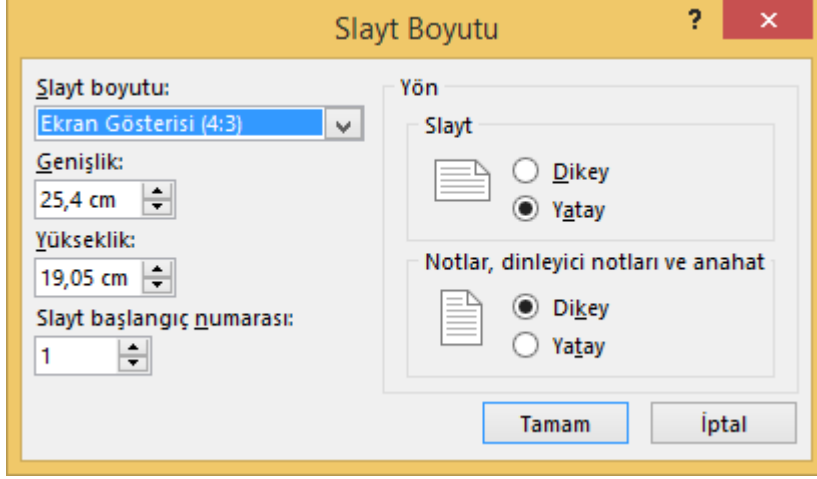 Slayt Boyutu
?
×
Slayt boyutu:
Ekran Gösterisi (4:3)
Genişlik:
25,4 cm
Yükseklik:
19,05 cm
Slayt başlangıç numarası:
1
Yön
Slayt
Dikey
Yatay
Notlar, dinleyici notları ve anahat
Dikey
Yatay
Tamam
İptal